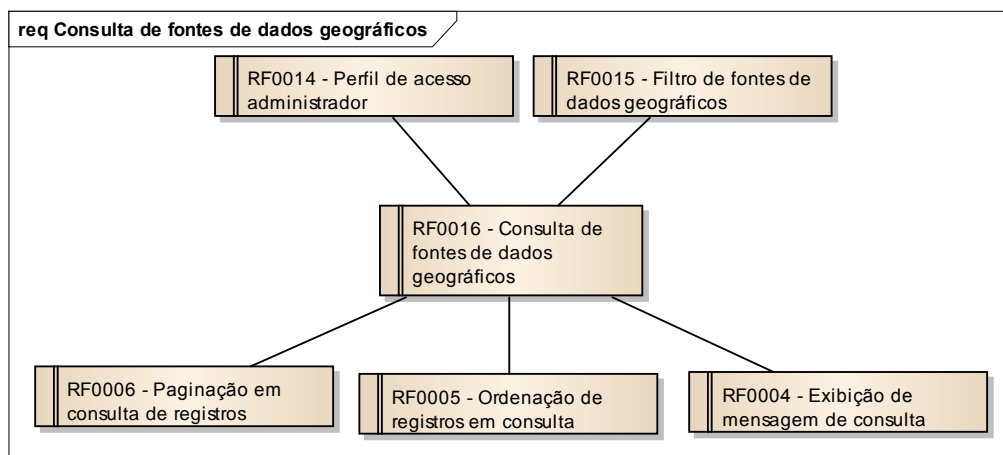 req Consulta de fontes de dados geográficos
RF0014 - Perfil de acesso
administrador
RF0015 - Filtro de fontes de
dados geográficos
RF0016 - Consulta de
fontes de dados
geográficos
RF0006 - Paginação em
consulta de registros
RF0005 - Ordenação de
registros em consulta
RF0004 - Exibição de
mensagem de consulta